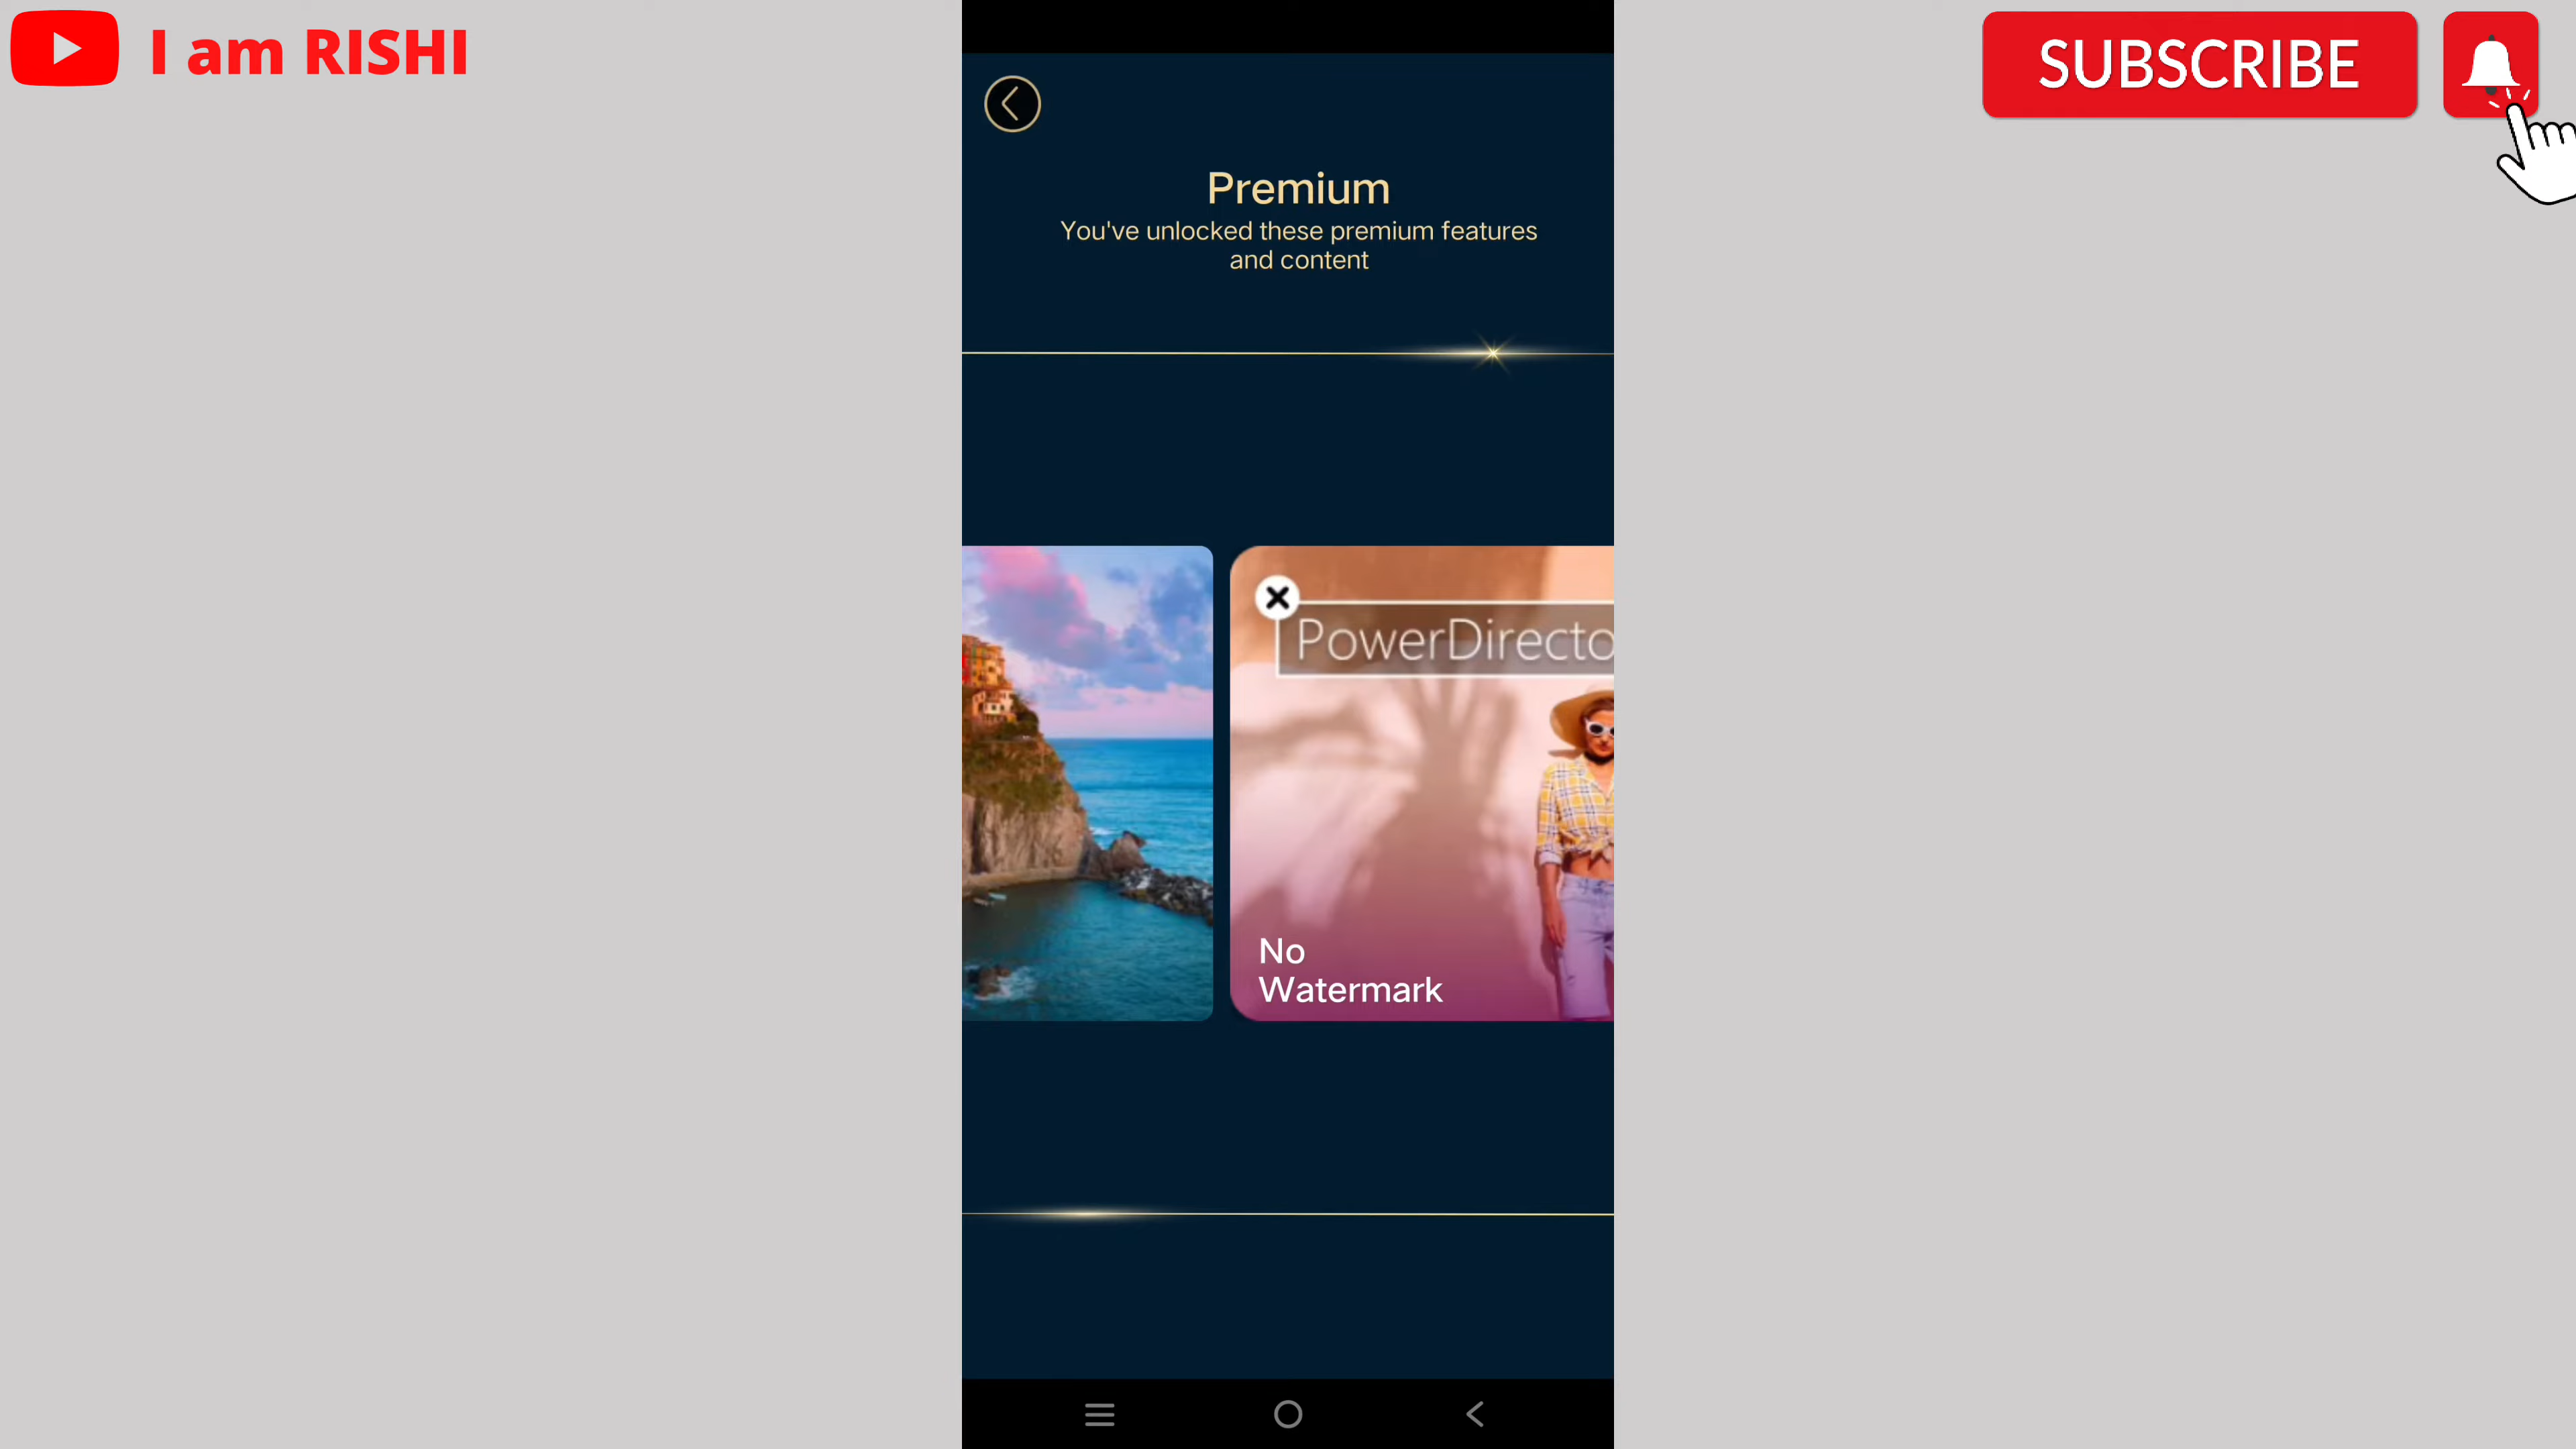 I am RISHI
SUBSCRIBE
Premium
You've unlocked these premium features
and content
PowerDirecto
No
Watermark